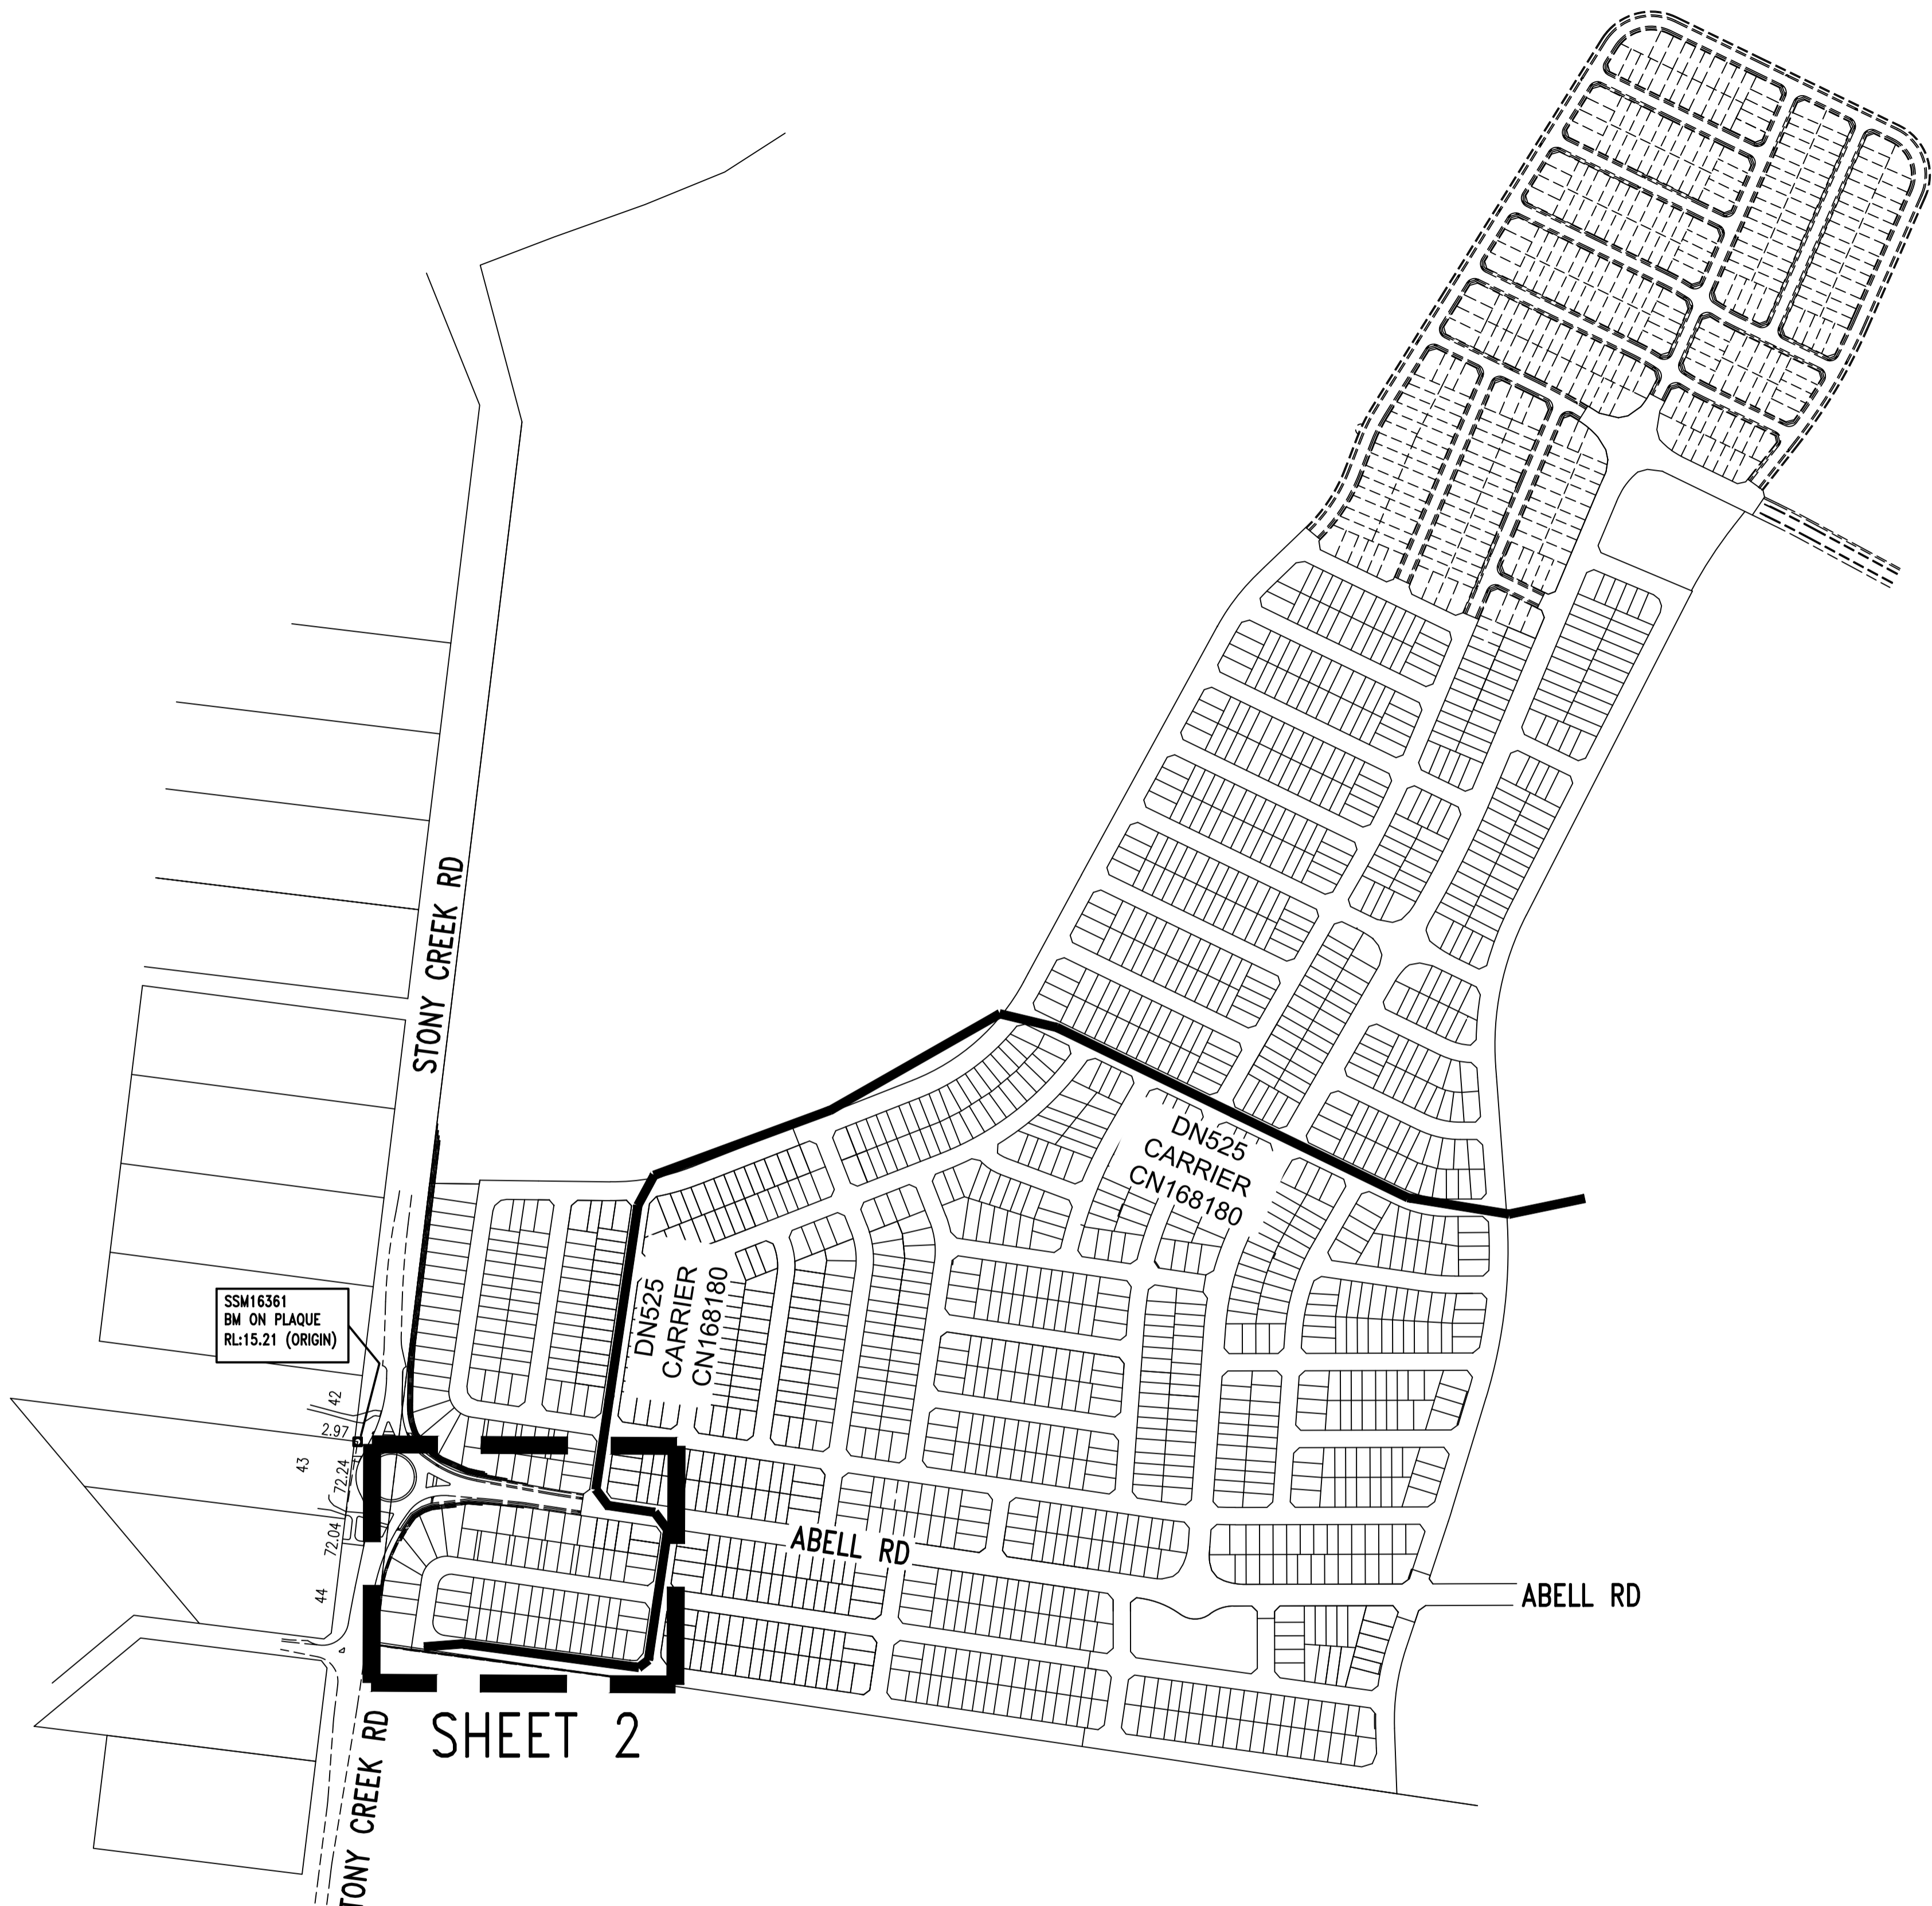 STONY CREEK RD
DN525
CARRIER
CN168180
DN525
CARRIER
CN168180
SSM16361
BM ON PLAQUE
RL:15.21 (ORIGIN)
42
2.97
43
72.24
72.04
44
ABELL RD
ABELL RD
SHEET 2
TONY CREEK RD